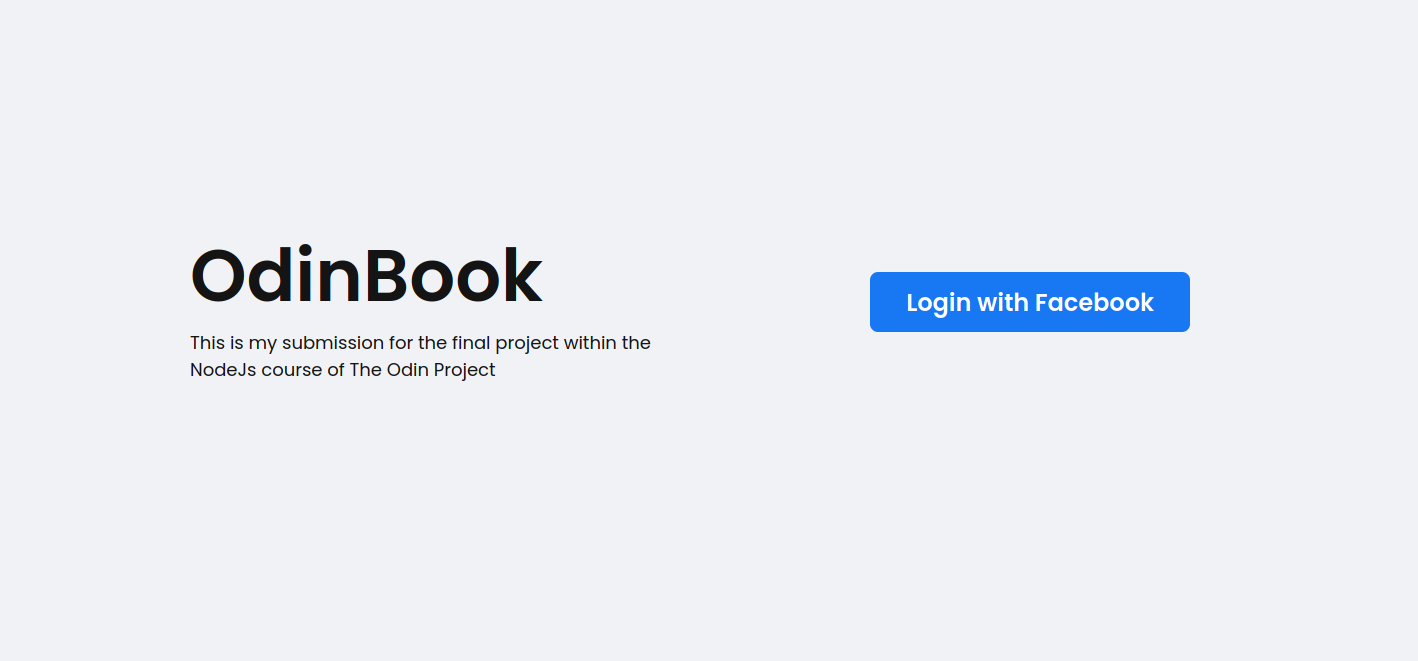 OdinBook
This is my submission for the final project within the
NodeJs course of The Odin Project
Login with Facebook